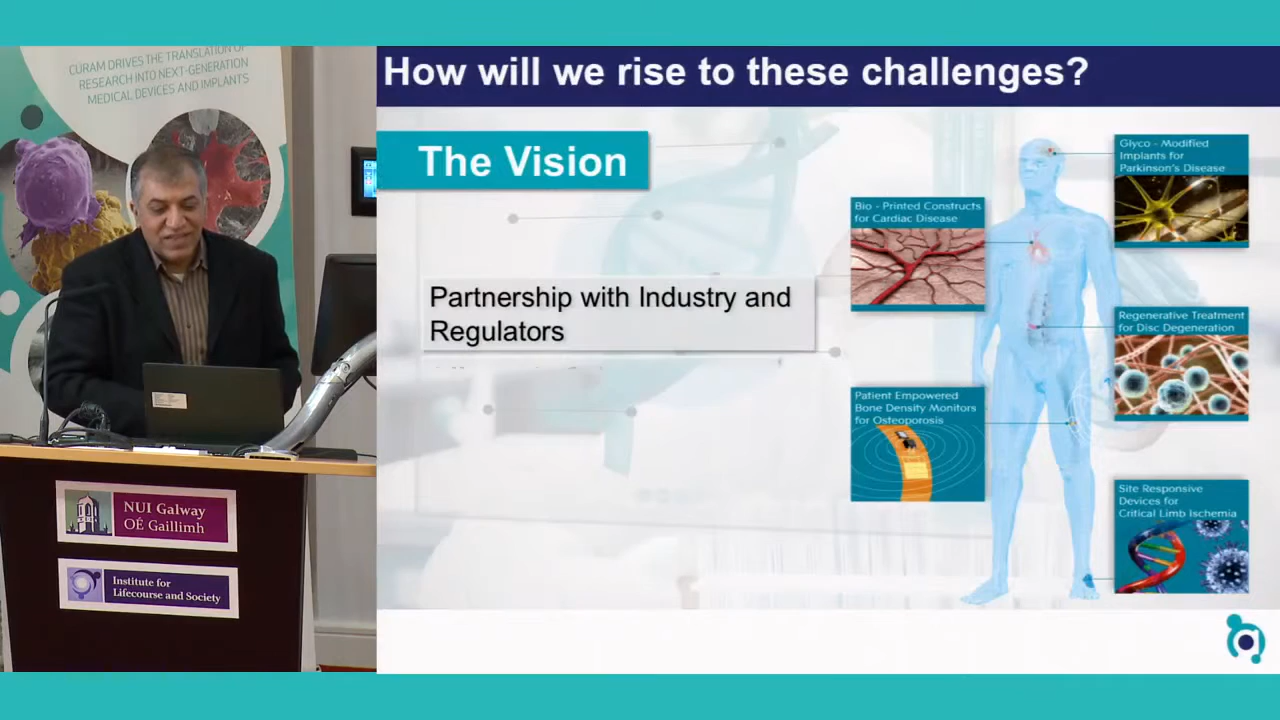 CÚRAM DRIVES THE TRANSLATION OF
RESEARCH INTO NEXT-GENERATION
MEDICAL DEVICES AND IMPLANTS
NUI Galway
OÉ Gaillimh
Institute for
Lifecourse and Society
How will we rise to these challenges?
The Vision
Partnership with Industry and
Regulators
Bio - Printed Constructs
for Cardiac Disease
Patient Empowered
Bone Density Monitors
for Osteoporosis
Glyco - Modified
Implants for
Parkinson's Disease
Regenerative Treatment
for Disc Degeneration
Site Responsive
Devices for
Critical Limb Ischemia